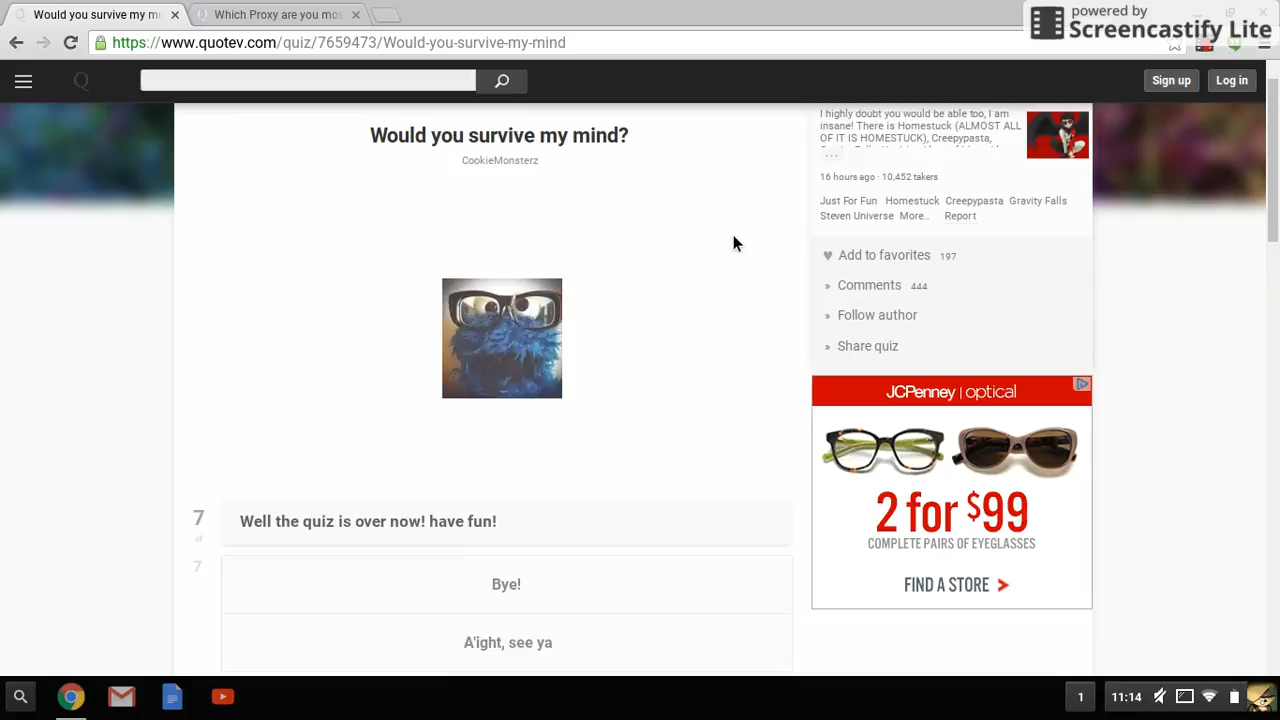 Would you survive my mi
Which Proxy are you mos
powered by
Screencastify Lite
https://www.quotev.com/quiz/7659473/Would-you-survive-my-mind
Q
Sign up
Log in
Would you survive my mind?
CookieMonsterz
I highly doubt you would be able too, I am
insane! There is Homestuck (ALMOST ALL
OF IT IS HOMESTUCK), Creepypasta,
...
16 hours ago · 10,452 takers
Just For Fun Homestuck Creepypasta Gravity Falls
Steven Universe More.. Report
♥ Add to favorites 197
» Comments 444
» Follow author
» Share quiz
JCPenney | optical
2 for $99
COMPLETE PAIRS OF EYEGLASSES
FIND A STORE >
7
of
7
Well the quiz is over now! have fun!
Bye!
A'ight, see ya
1
11:14